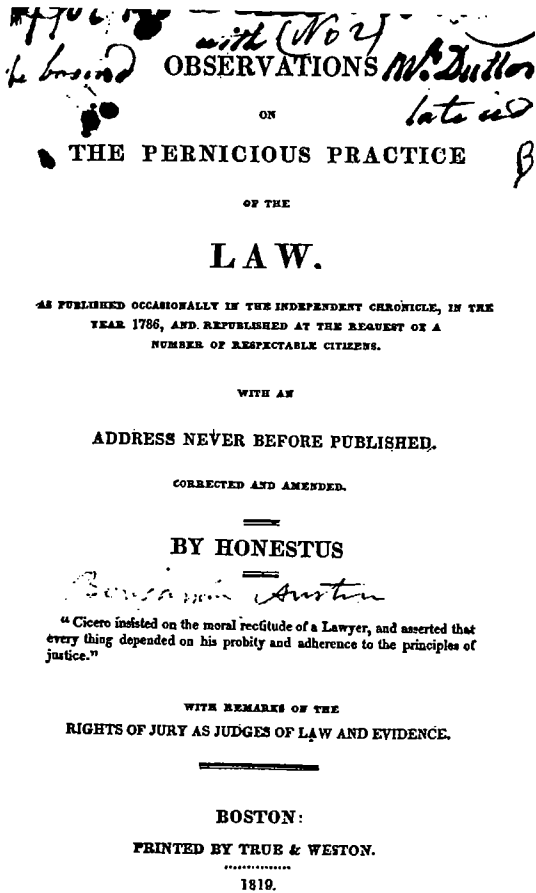 with (No 2)
be bound
OBSERVATIONS
Mr. Dutton
late
ON
THE PERNICIOUS PRACTICE
B
OF THE
LAW.
AS PUBLISHED OCCASIONALLY IN THE INDEPENDENT CHRONICLE, IN THE
YEAR 1786, AND REPUBLISHED AT THE REQUEST OF A
NUMBER OF RESPECTABLE CITIZENS.
WITH AN
ADDRESS NEVER BEFORE PUBLISHED.
CORRECTED AND AMENDED.
BY HONESTUS
Benjamin Austin
“Cicero insisted on the moral rectitude of a Lawyer, and asserted that
every thing depended on his probity and adherence to the principles of
justice.”
WITH REMARKS ON THE
RIGHTS OF JURY AS JUDGES OF LAW AND EVIDENCE.
BOSTON:
PRINTED BY TRUE & WESTON.
1819.